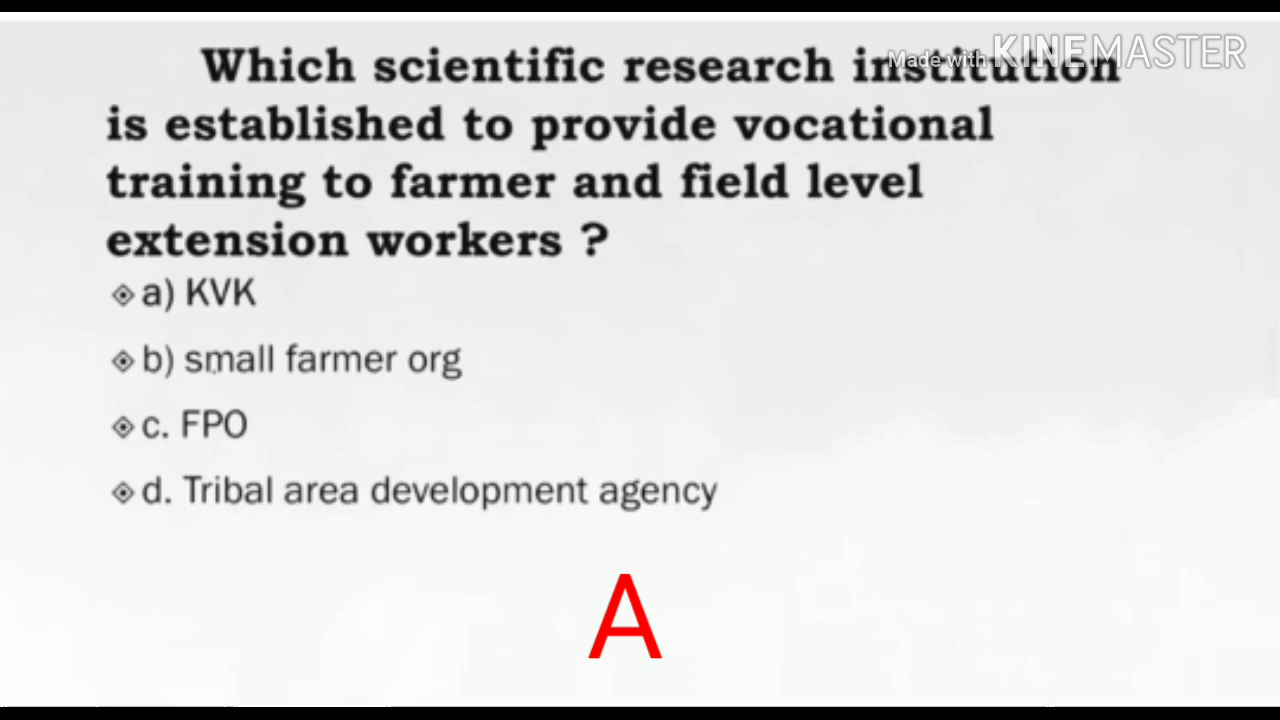 Made with KINEMASTER
Which scientific research institution
is established to provide vocational
training to farmer and field level
extension workers ?
a) KVK
b) small farmer org
c. FPO
d. Tribal area development agency
A